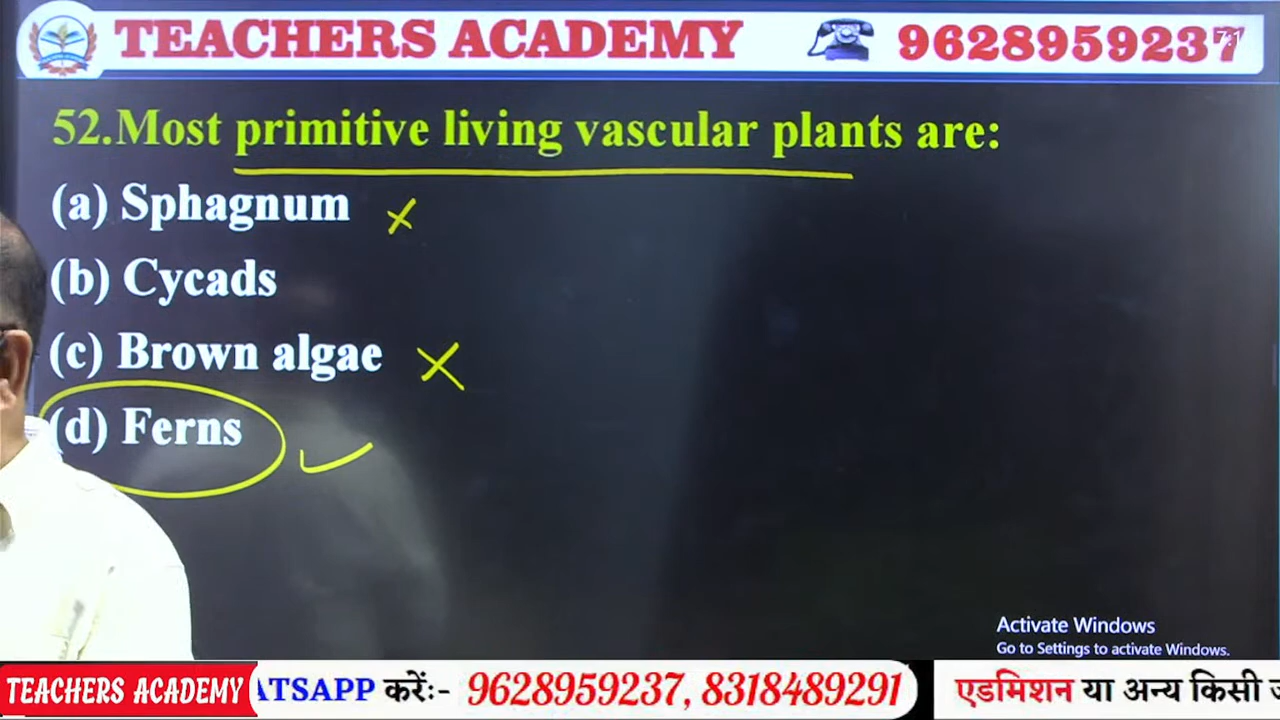 TEACHERS ACADEMY 9628959237
52.Most primitive living vascular plants are:
(a) Sphagnum
(b) Cycads
(c) Brown algae
(d) Ferns
Activate Windows
Go to Settings to activate Windows.
TEACHERS ACADEMY ATSAPP करेंः- 9628959237, 8318489291 एडमिशन या अन्य किसी